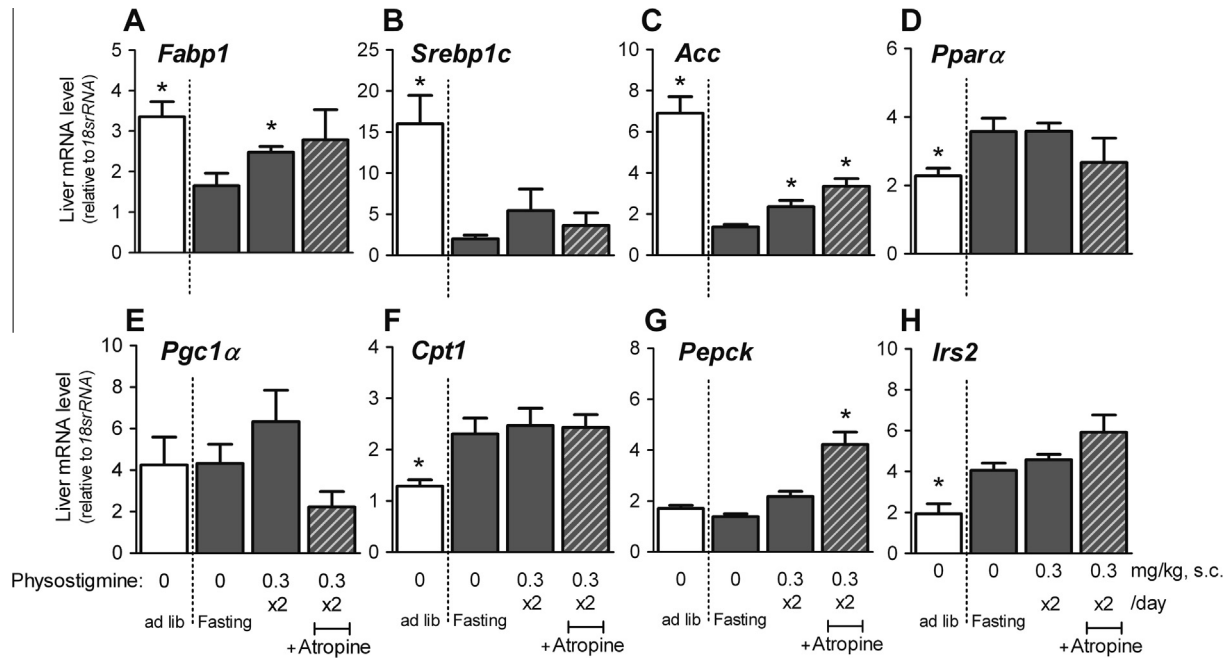 A
B
C
D
Fabp1
Srebp1c
Acc
Pparα
Liver mRNA level
(relative to 18srRNA)
5
4
3
2
1
0
*
*
25
20
15
10
5
0
*
10
8
6
4
2
0
*
*
*
6
4
2
0
*
E
F
G
H
Pgc1α
Cpt1
Pepck
Irs2
Liver mRNA level
(relative to 18srRNA)
10
8
6
4
2
0
4
3
2
1
0
*
8
6
4
2
0
*
10
8
6
4
2
0
*
Physostigmine: 0 0 0.3 0.3 0 0 0.3 0.3 0 0 0.3 0.3 0 0 0.3 0.3 mg/kg, s.c.
x2 x2 x2 x2 x2 x2 x2 x2 /day
ad lib Fasting ad lib Fasting ad lib Fasting ad lib Fasting
+Atropine +Atropine +Atropine +Atropine